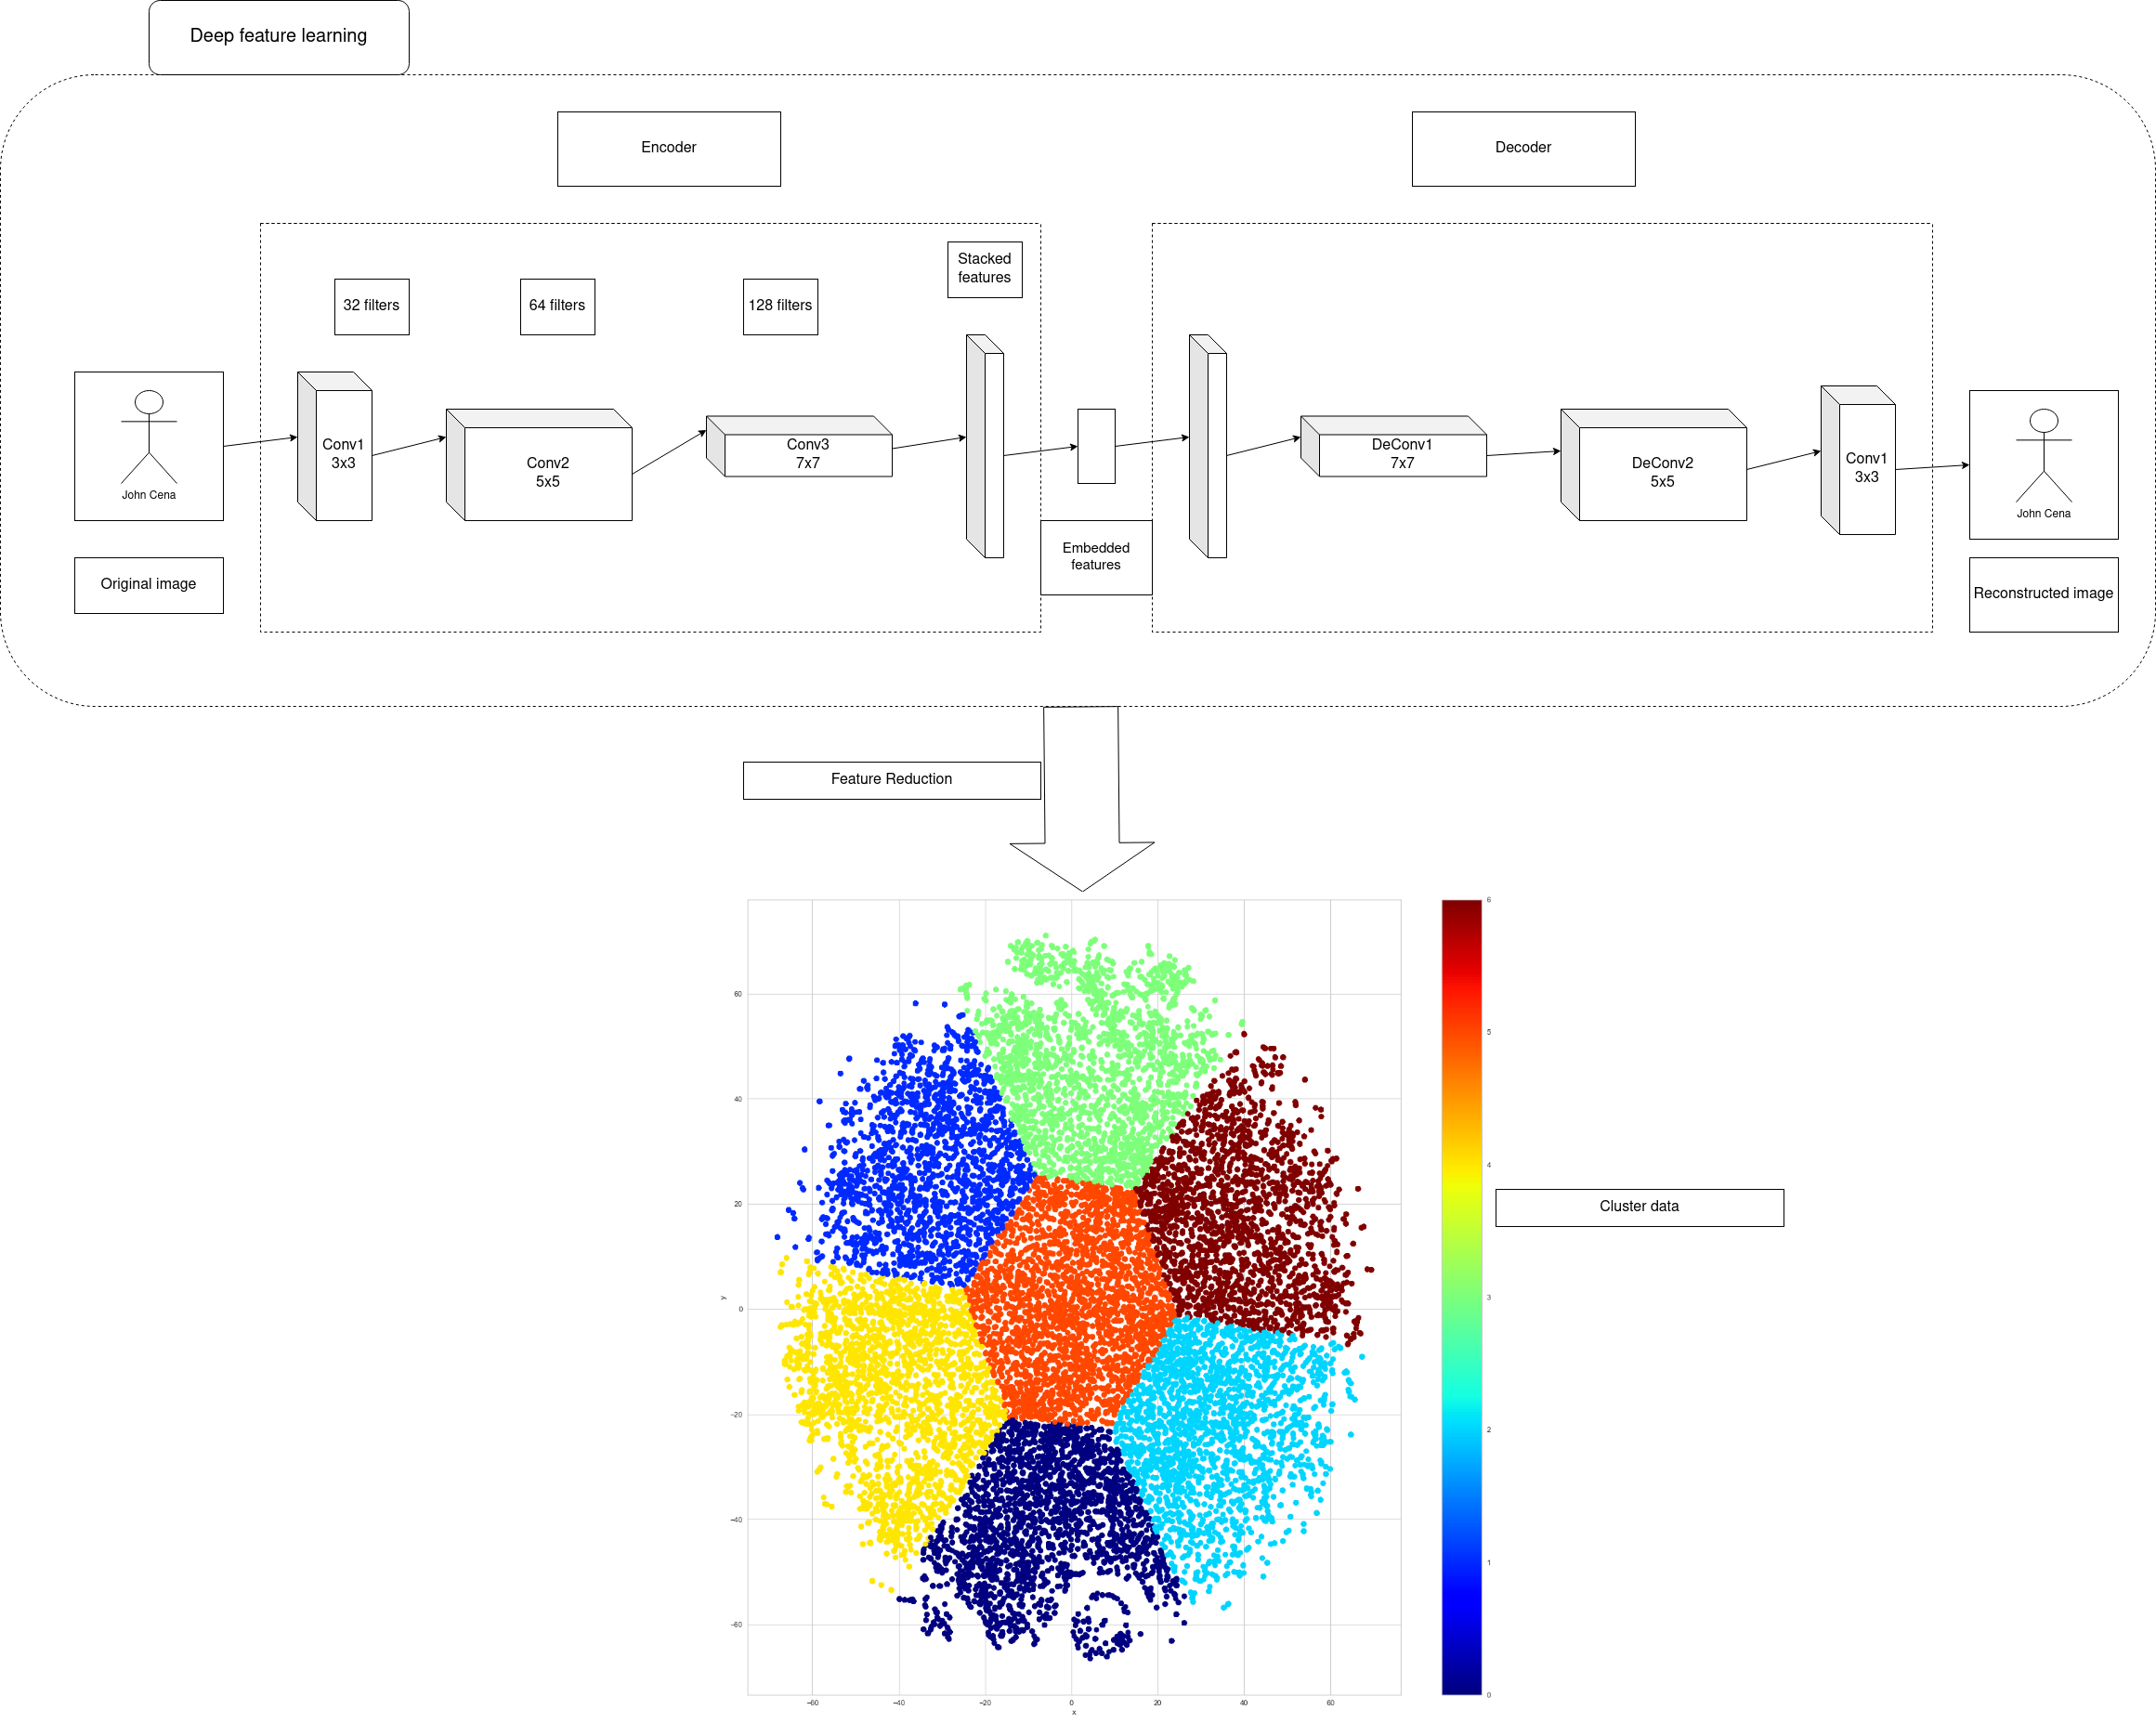 Deep feature learning
Encoder
Decoder
Stacked
features
32 filters
64 filters
128 filters
John Cena
Conv1
3x3
Conv2
5x5
Conv3
7x7
DeConv1
7x7
DeConv2
5x5
Conv1
3x3
John Cena
Embedded
features
Original image
Reconstructed image
Feature Reduction
60
40
20
0
−20
−40
−60
y
−60
−40
−20
0
20
40
60
x
6
5
4
3
2
1
0
Cluster data